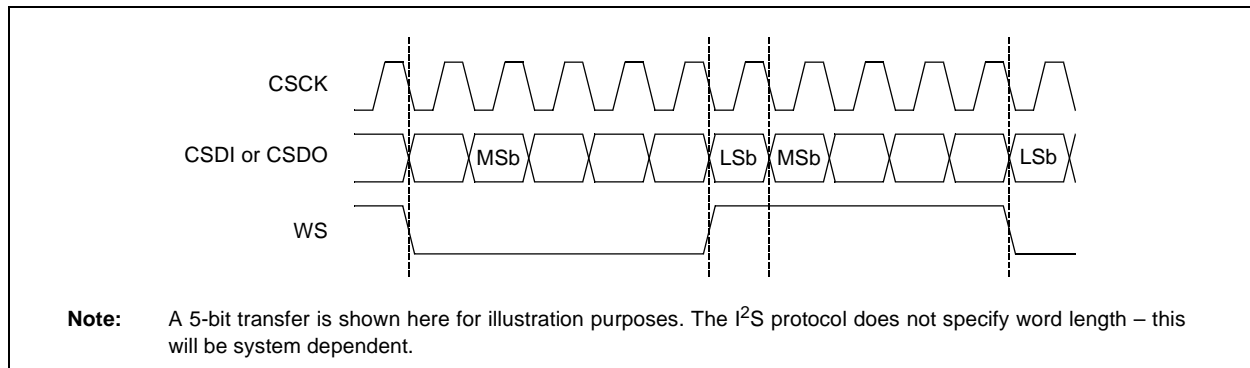 CSCK
CSDI or CSDO
MSb LSb MSb LSb
WS
Note: A 5-bit transfer is shown here for illustration purposes. The I²S protocol does not specify word length – this
will be system dependent.